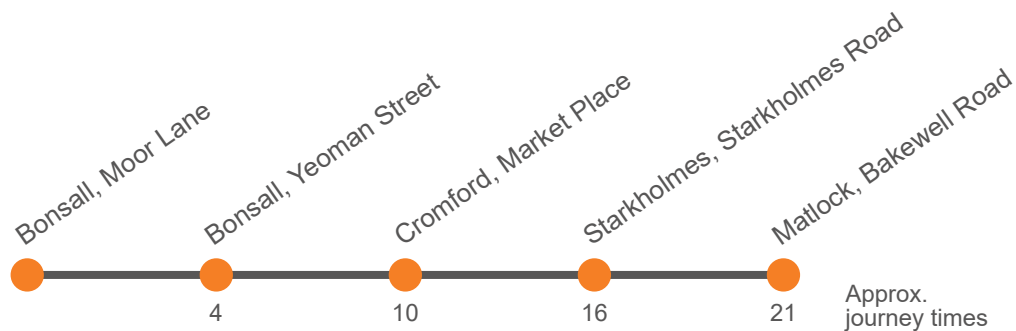 Bonsall, Moor Lane
Bonsall, Yeoman Street
Cromford, Market Place
Starkholmes, Starkholmes Road
Matlock, Bakewell Road
4
10
16
21
Approx.
journey times